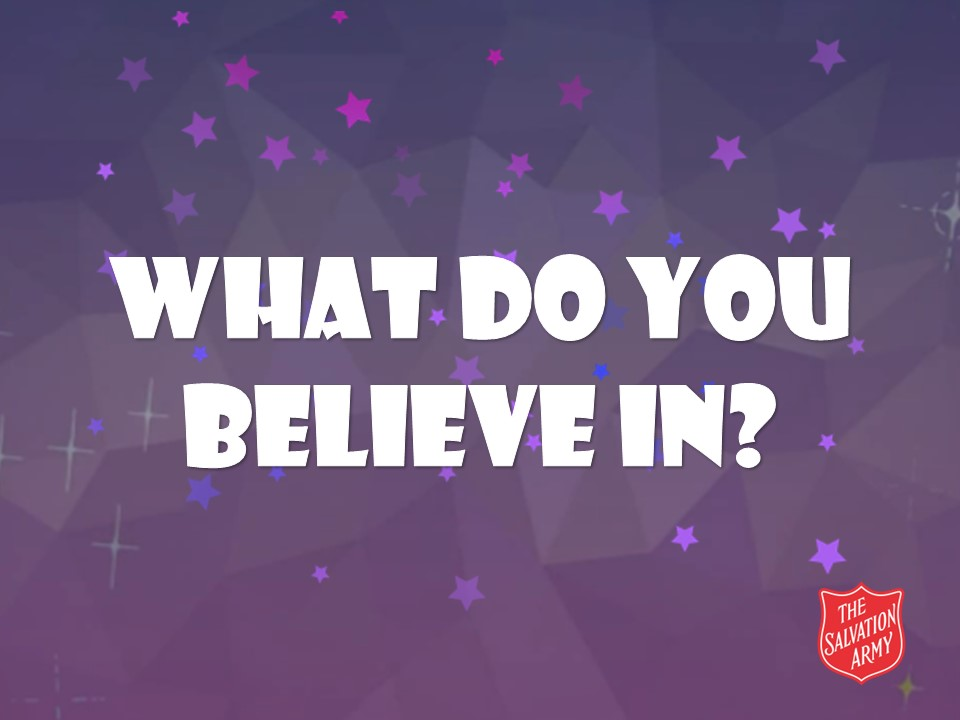 WHAT DO YOU
BELIEVE IN?
THE
SALVATION
ARMY